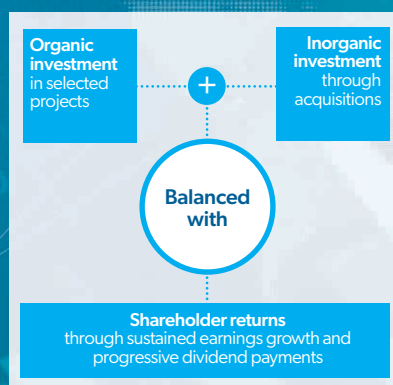 Organic
investment
in selected
projects
+
Inorganic
investment
through
acquisitions
Balanced
with
Shareholder returns
through sustained earnings growth and
progressive dividend payments